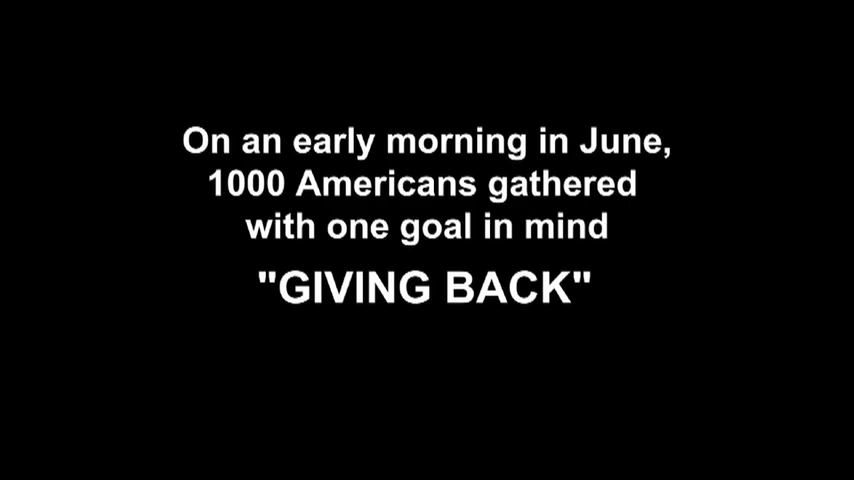 On an early morning in June,
1000 Americans gathered
with one goal in mind
"GIVING BACK"